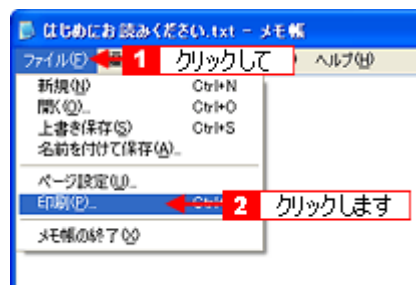 はじめにお読みください.txt - メモ帳
ファイル(F) 1 クリックして ヘルプ(H)
新規(N) Ctrl+N
開く(O)... Ctrl+O
上書き保存(S) Ctrl+S
名前を付けて保存(A)...
ページ設定(U)...
印刷(P)... 2 クリックします
メモ帳の終了(X)